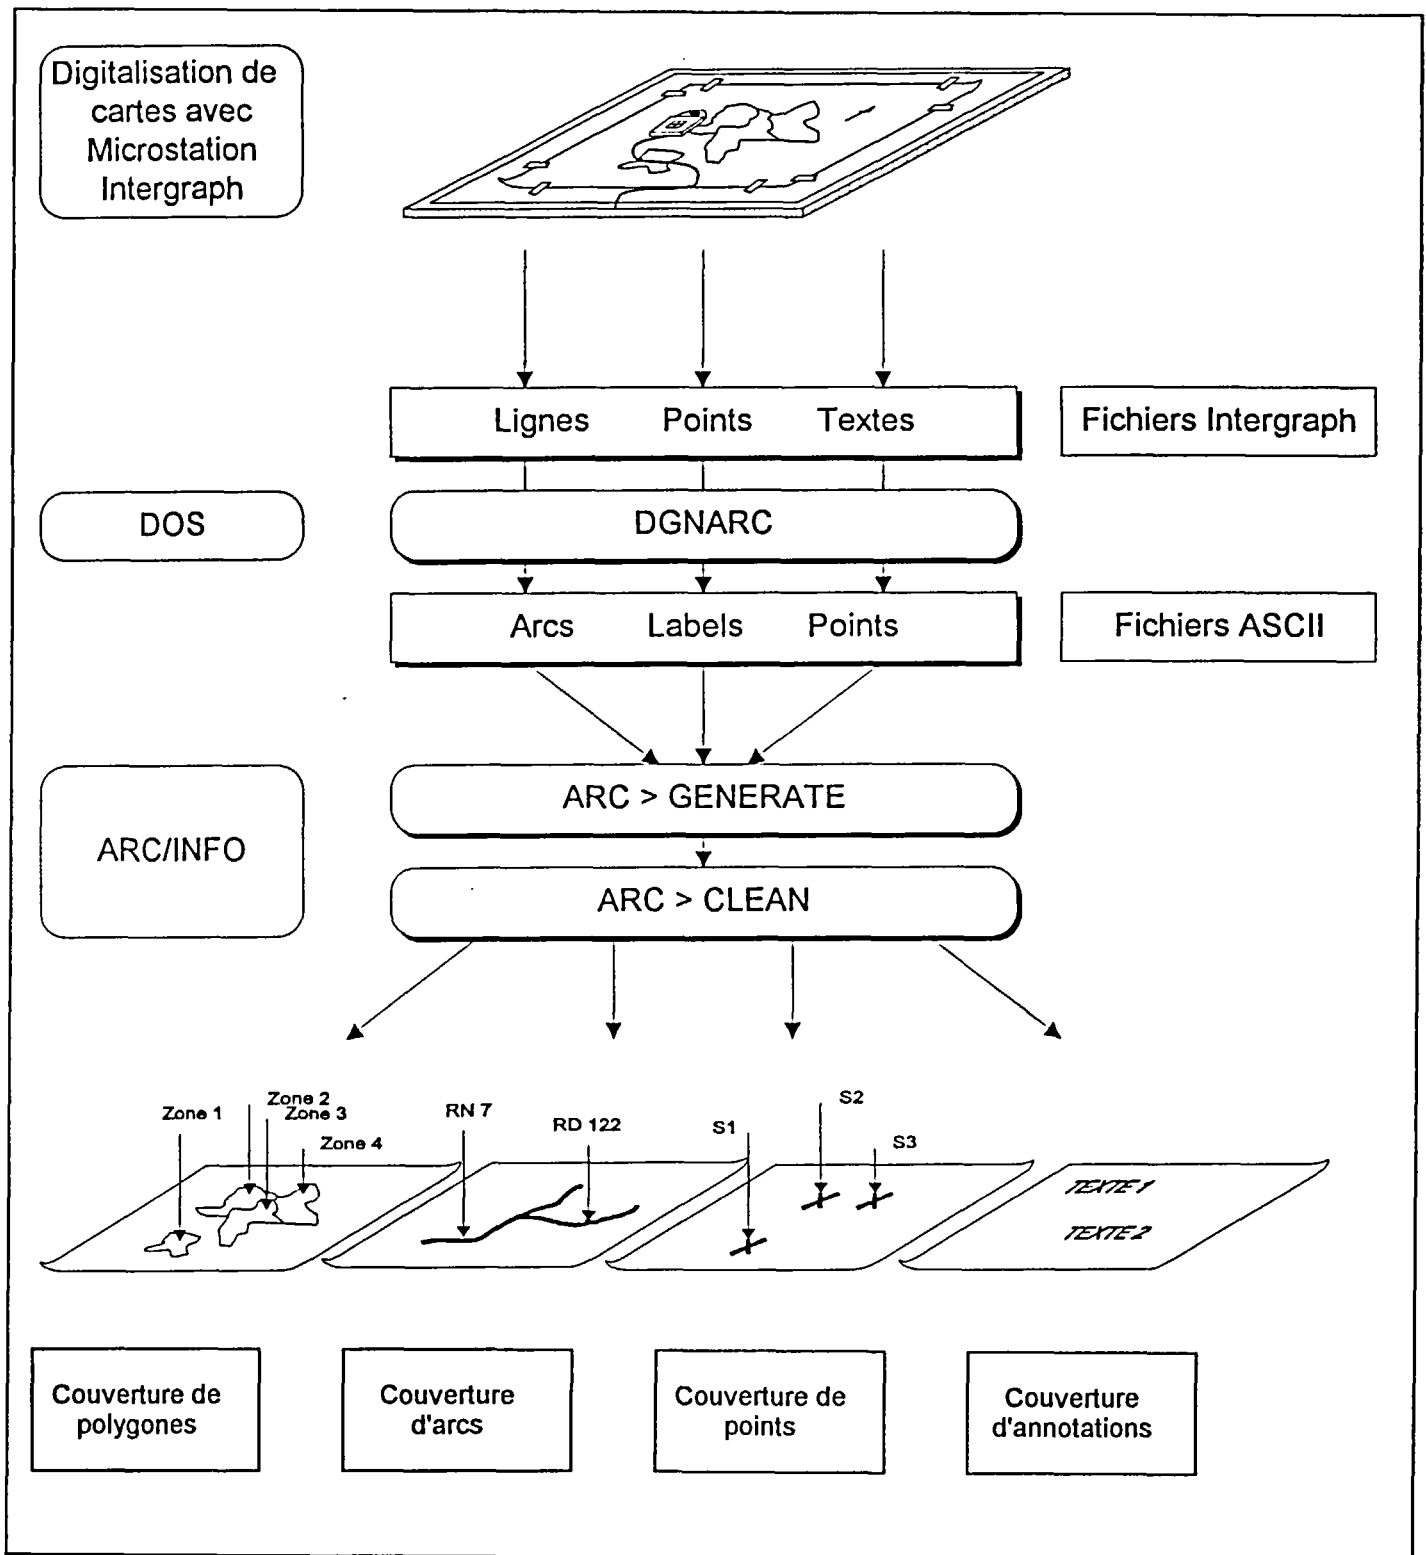 Digitalisation de
cartes avec
Microstation
Intergraph
Lignes Points Textes
Fichiers Intergraph
DOS
DGNARC
Arcs Labels Points
Fichiers ASCII
ARC/INFO
ARC > GENERATE
ARC > CLEAN
Zone 1
Zone 2
Zone 3
Zone 4
RN 7
RD 122
S1
S2
S3
TEXTE 1
TEXTE 2
Couverture de
polygones
Couverture
d'arcs
Couverture de
points
Couverture
d'annotations